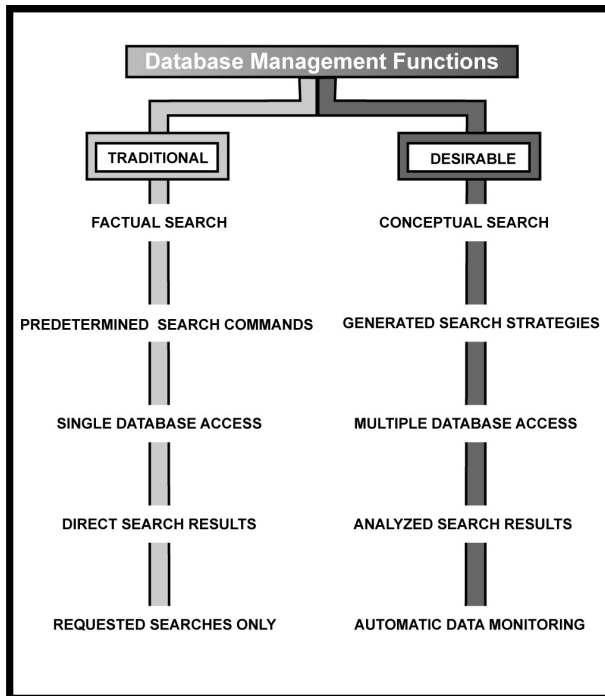 Database Management Functions
TRADITIONAL
DESIRABLE
FACTUAL SEARCH
CONCEPTUAL SEARCH
PREDETERMINED SEARCH COMMANDS
GENERATED SEARCH STRATEGIES
SINGLE DATABASE ACCESS
MULTIPLE DATABASE ACCESS
DIRECT SEARCH RESULTS
ANALYZED SEARCH RESULTS
REQUESTED SEARCHES ONLY
AUTOMATIC DATA MONITORING